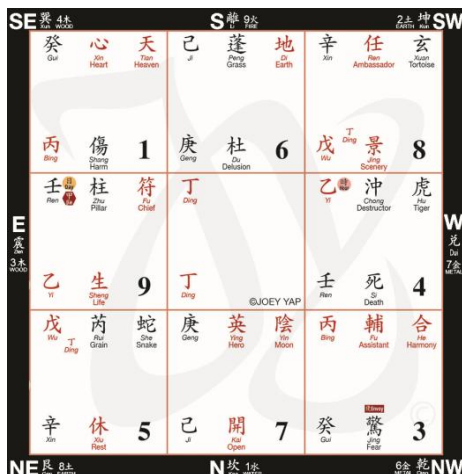 SE 巽 Xun 4木 WOOD S 離 Li 9火 FIRE 2土 EARTH 坤 Kun SW
癸 心 天
Gui Xin Heart Tian Heaven
丙 傷 1
Bing Shang Harm
己 蓬 地
Ji Peng Grass Di Earth
庚 杜 6
Geng Du Delusion
辛 任 玄
Xin Ren Ambassador Xuan Tortoise
戊 丁 景 8
Wu Ding Jing Scenery
E 震 Zhen 3木 WOOD
壬 柱 符
Ren Day Zhu Pillar Fu Chief
乙 生 9
Yi Sheng Life
丁
Ding
丁
Ding
©JOEY YAP
乙 時 沖 虎
Yi Chong Destructor Hu Tiger
壬 死 4
Ren Si Death
W 兌 Dui 7金 METAL
戊 丁 芮 蛇
Wu Ding Rui Grain She Snake
辛 休 5
Xin Xiu Rest
庚 英 陰
Geng Ying Hero Yin Moon
己 開 7
Ji Kai Open
丙 輔 合
Bing Fu Assistant He Harmony
癸 驚 3
Gui Jing Fear
NE 艮 8土 N 坎 1水 6金 乾 NW